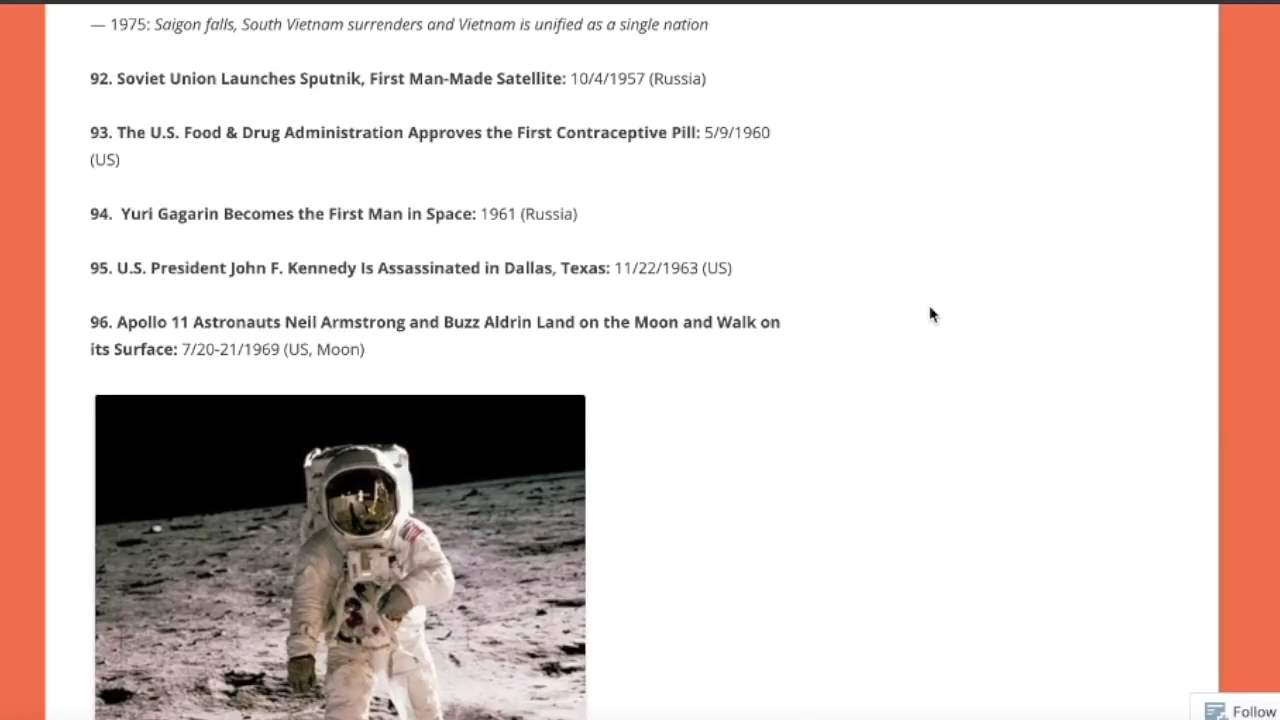 — 1975: Saigon falls, South Vietnam surrenders and Vietnam is unified as a single nation
92. Soviet Union Launches Sputnik, First Man-Made Satellite: 10/4/1957 (Russia)
93. The U.S. Food & Drug Administration Approves the First Contraceptive Pill: 5/9/1960
(US)
94.  Yuri Gagarin Becomes the First Man in Space: 1961 (Russia)
95. U.S. President John F. Kennedy Is Assassinated in Dallas, Texas: 11/22/1963 (US)
96. Apollo 11 Astronauts Neil Armstrong and Buzz Aldrin Land on the Moon and Walk on
its Surface: 7/20-21/1969 (US, Moon)
Follow